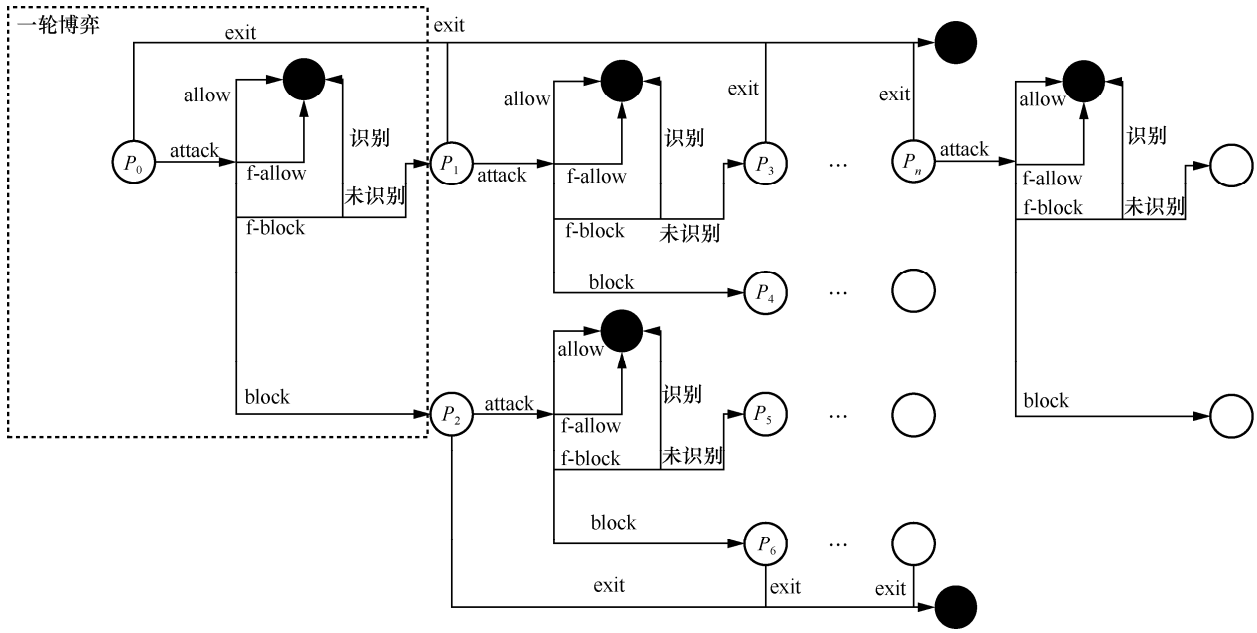 一轮博弈
exit
exit
allow
识别
P0
attack
f-allow
未识别
f-block
block
allow
识别
exit
P1
attack
f-allow
P3
...
f-block
未识别
block
P4
...
exit
Pn
attack
allow
识别
f-allow
f-block
未识别
block
allow
识别
P2
attack
f-allow
P5
...
f-block
未识别
block
P6
...
exit
exit
exit